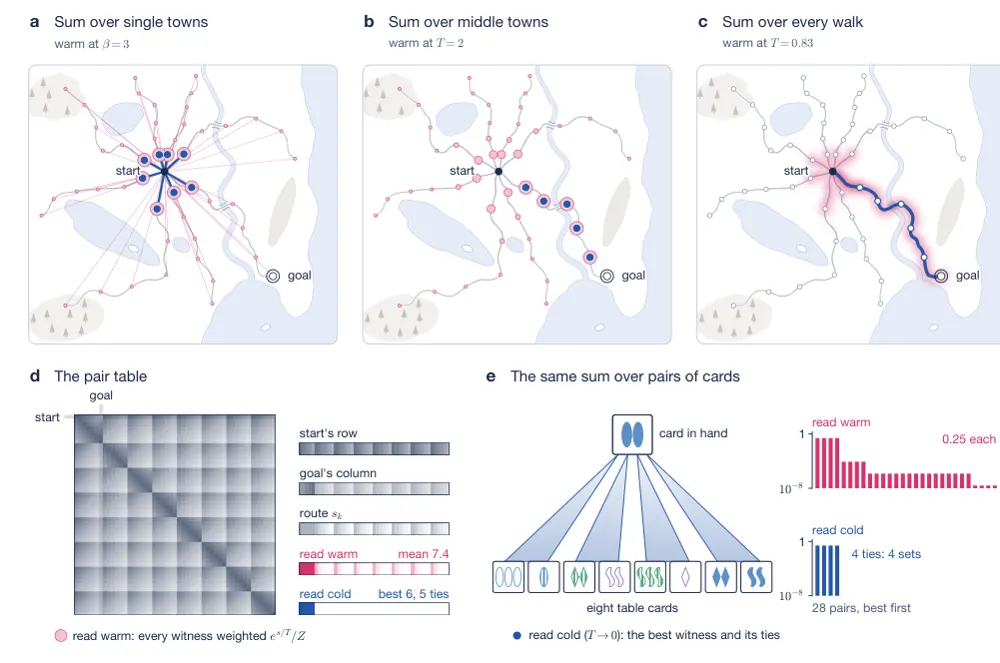 a Sum over single towns
warm at β = 3
b Sum over middle towns
warm at T = 2
c Sum over every walk
warm at T = 0.83
start
goal
start
goal
start
goal
d The pair table
goal
start
start's row
goal's column
route sₖ
read warm mean 7.4
read cold best 6, 5 ties
read warm: every witness weighted e^{s/T}/Z
e The same sum over pairs of cards
card in hand
eight table cards
read warm
1
0.25 each
10⁻⁸
read cold
1
4 ties: 4 sets
10⁻⁸
28 pairs, best first
read cold (T → 0): the best witness and its ties